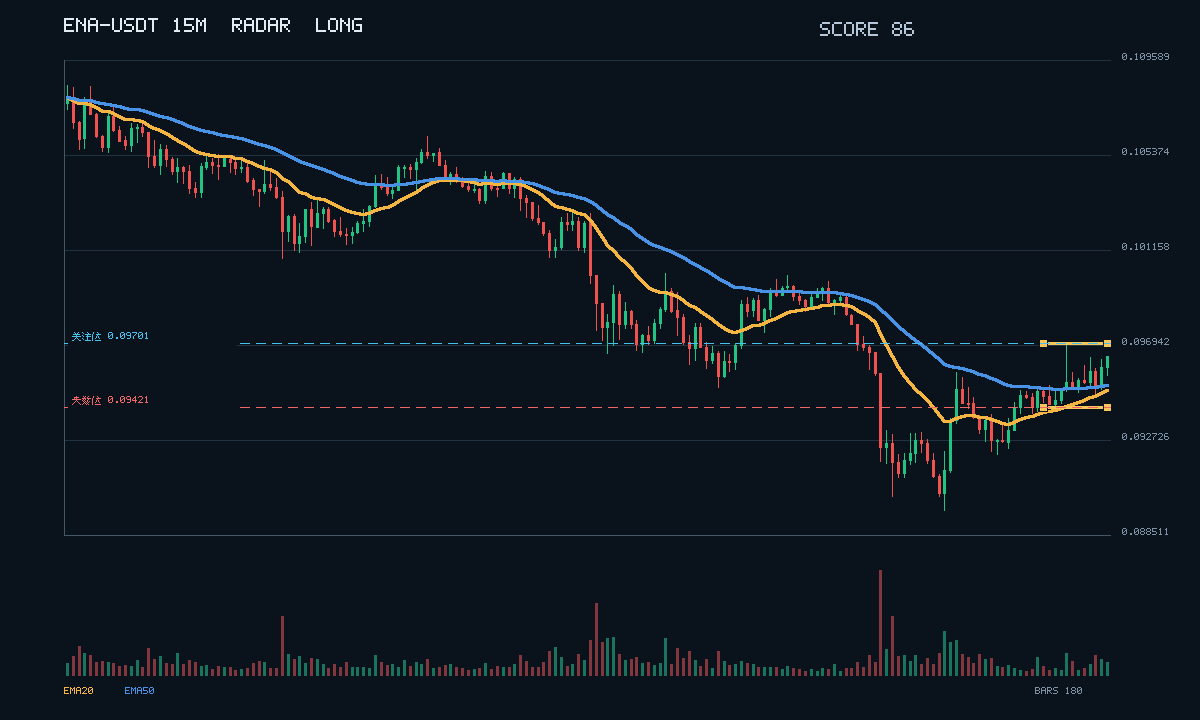 ENA-USDT 15M RADAR LONG
SCORE 86
0.109589
0.105374
0.101158
关注位 0.09701
0.096942
失效位 0.09421
0.092726
0.088511
EMA20 EMA50
BARS 180